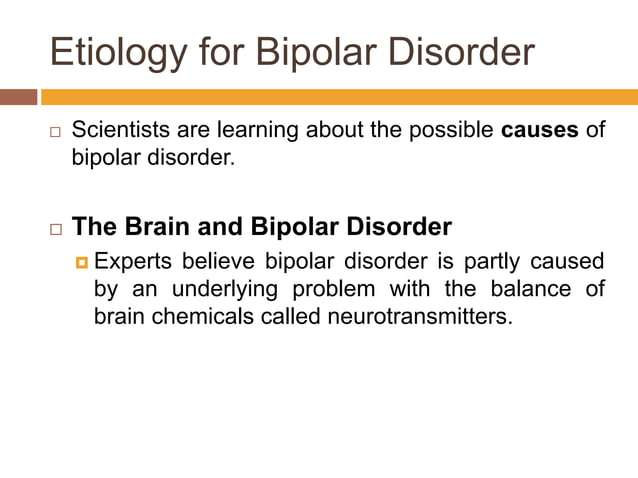 Etiology for Bipolar Disorder
Scientists are learning about the possible causes of
bipolar disorder.
The Brain and Bipolar Disorder
Experts believe bipolar disorder is partly caused
by an underlying problem with the balance of
brain chemicals called neurotransmitters.